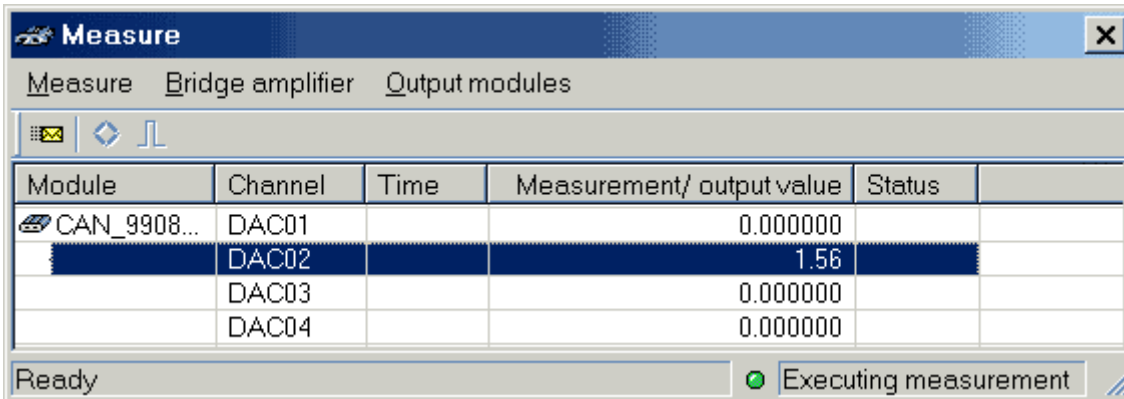 Measure
Measure Bridge amplifier Output modules
Module Channel Time Measurement/ output value Status
CAN_9908... DAC01 0.000000
DAC02 1.56
DAC03 0.000000
DAC04 0.000000
Ready Executing measurement